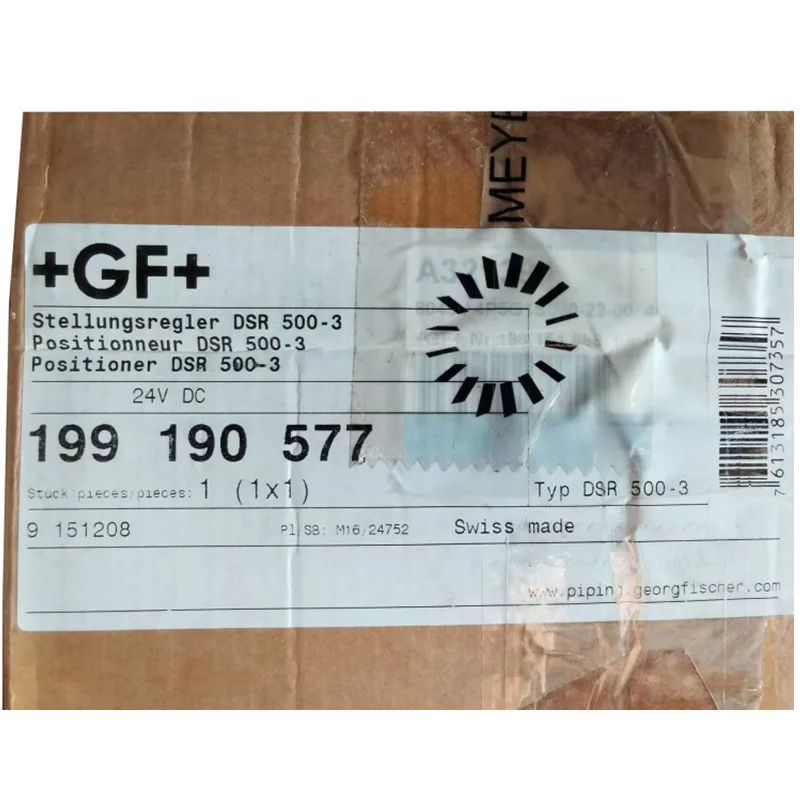 MEYE
+GF+
Stellungsregler DSR 500-3
Positionneur DSR 500-3
Positioner DSR 500-3
24V DC
199 190 577
Stück pieces/pieces: 1 (1x1)
Typ DSR 500-3
9 151208
Pl/SB: M16/24752
Swiss made
www.piping.georgfischer.com
7613185307357